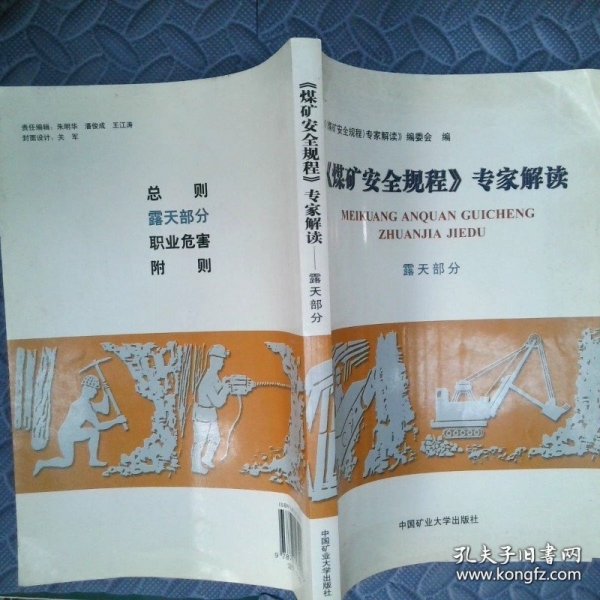 责任编辑：朱明华 潘俊成 王江涛
封面设计：关 军
总 则
露天部分
职业危害
附 则
《煤矿安全规程》专家解读——露天部分
中国矿业大学出版社
《煤矿安全规程》专家解读》编委会 编
《煤矿安全规程》专家解读
MEIKUANG ANQUAN GUICHENG
ZHUANJIA JIEDU
露天部分
中国矿业大学出版社
孔夫子旧书网
www.kongfz.com